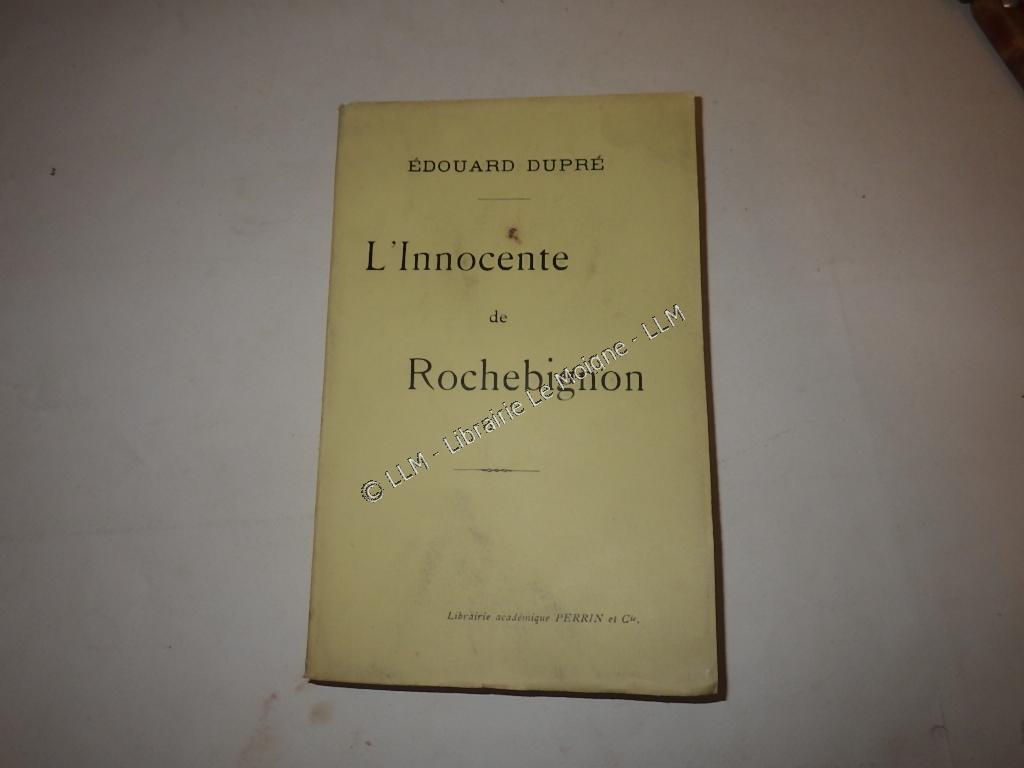 ÉDOUARD DUPRÉ
L'Innocente
de
Rochebignon
© LLM - Librairie Le Moigne - LLM
Librairie académique PERRIN et Cie.